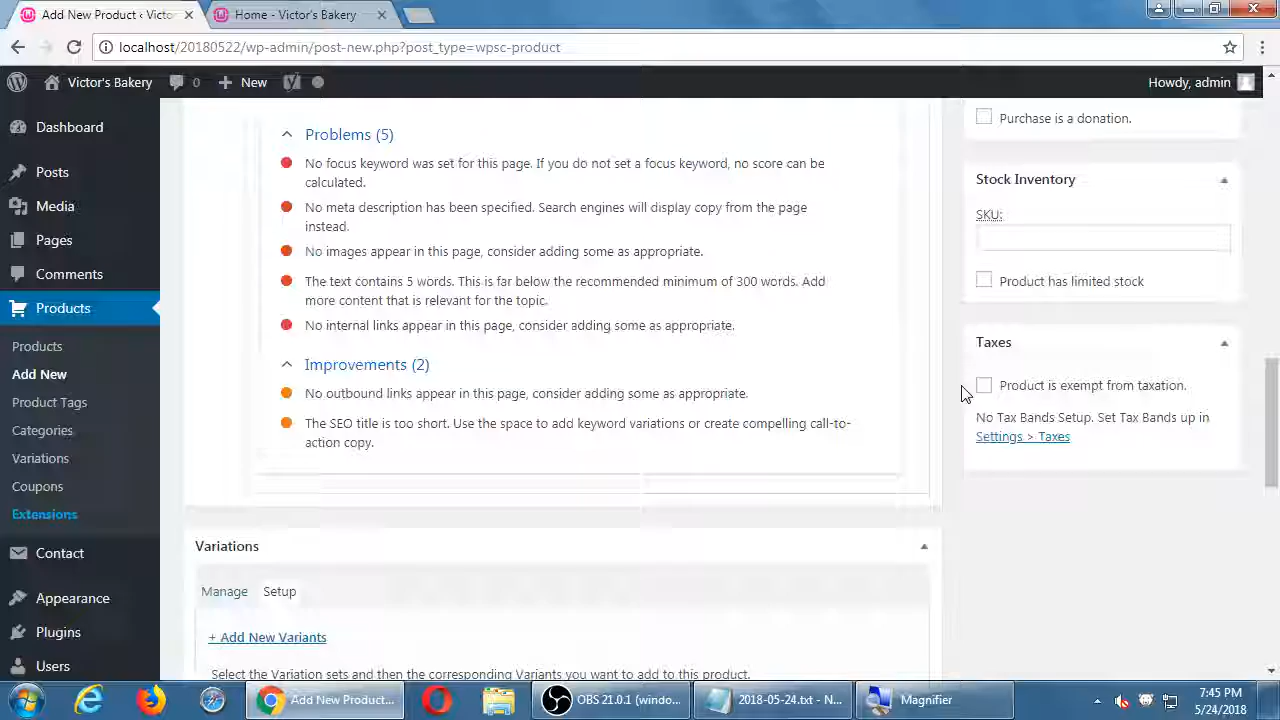 Add New Product ‹ Victor'
Home - Victor's Bakery
localhost/20180522/wp-admin/post-new.php?post_type=wpsc-product
Victor's Bakery
0
New
Howdy, admin
Dashboard
Posts
Media
Pages
Comments
Products
Products
Add New
Product Tags
Categories
Variations
Coupons
Extensions
Contact
Appearance
Plugins
Users
Problems (5)
No focus keyword was set for this page. If you do not set a focus keyword, no score can be
calculated.
No meta description has been specified. Search engines will display copy from the page
instead.
No images appear in this page, consider adding some as appropriate.
The text contains 5 words. This is far below the recommended minimum of 300 words. Add
more content that is relevant for the topic.
No internal links appear in this page, consider adding some as appropriate.
Improvements (2)
No outbound links appear in this page, consider adding some as appropriate.
The SEO title is too short. Use the space to add keyword variations or create compelling call-to-
action copy.
Variations
Manage
Setup
+ Add New Variants
Select the Variation sets and then the corresponding Variants you want to add to this product.
Purchase is a donation.
Stock Inventory
SKU:
Product has limited stock
Taxes
Product is exempt from taxation.
No Tax Bands Setup. Set Tax Bands up in
Settings > Taxes
Add New Product...
OBS 21.0.1 (windo...
2018-05-24.txt - N...
Magnifier
7:45 PM
5/24/2018